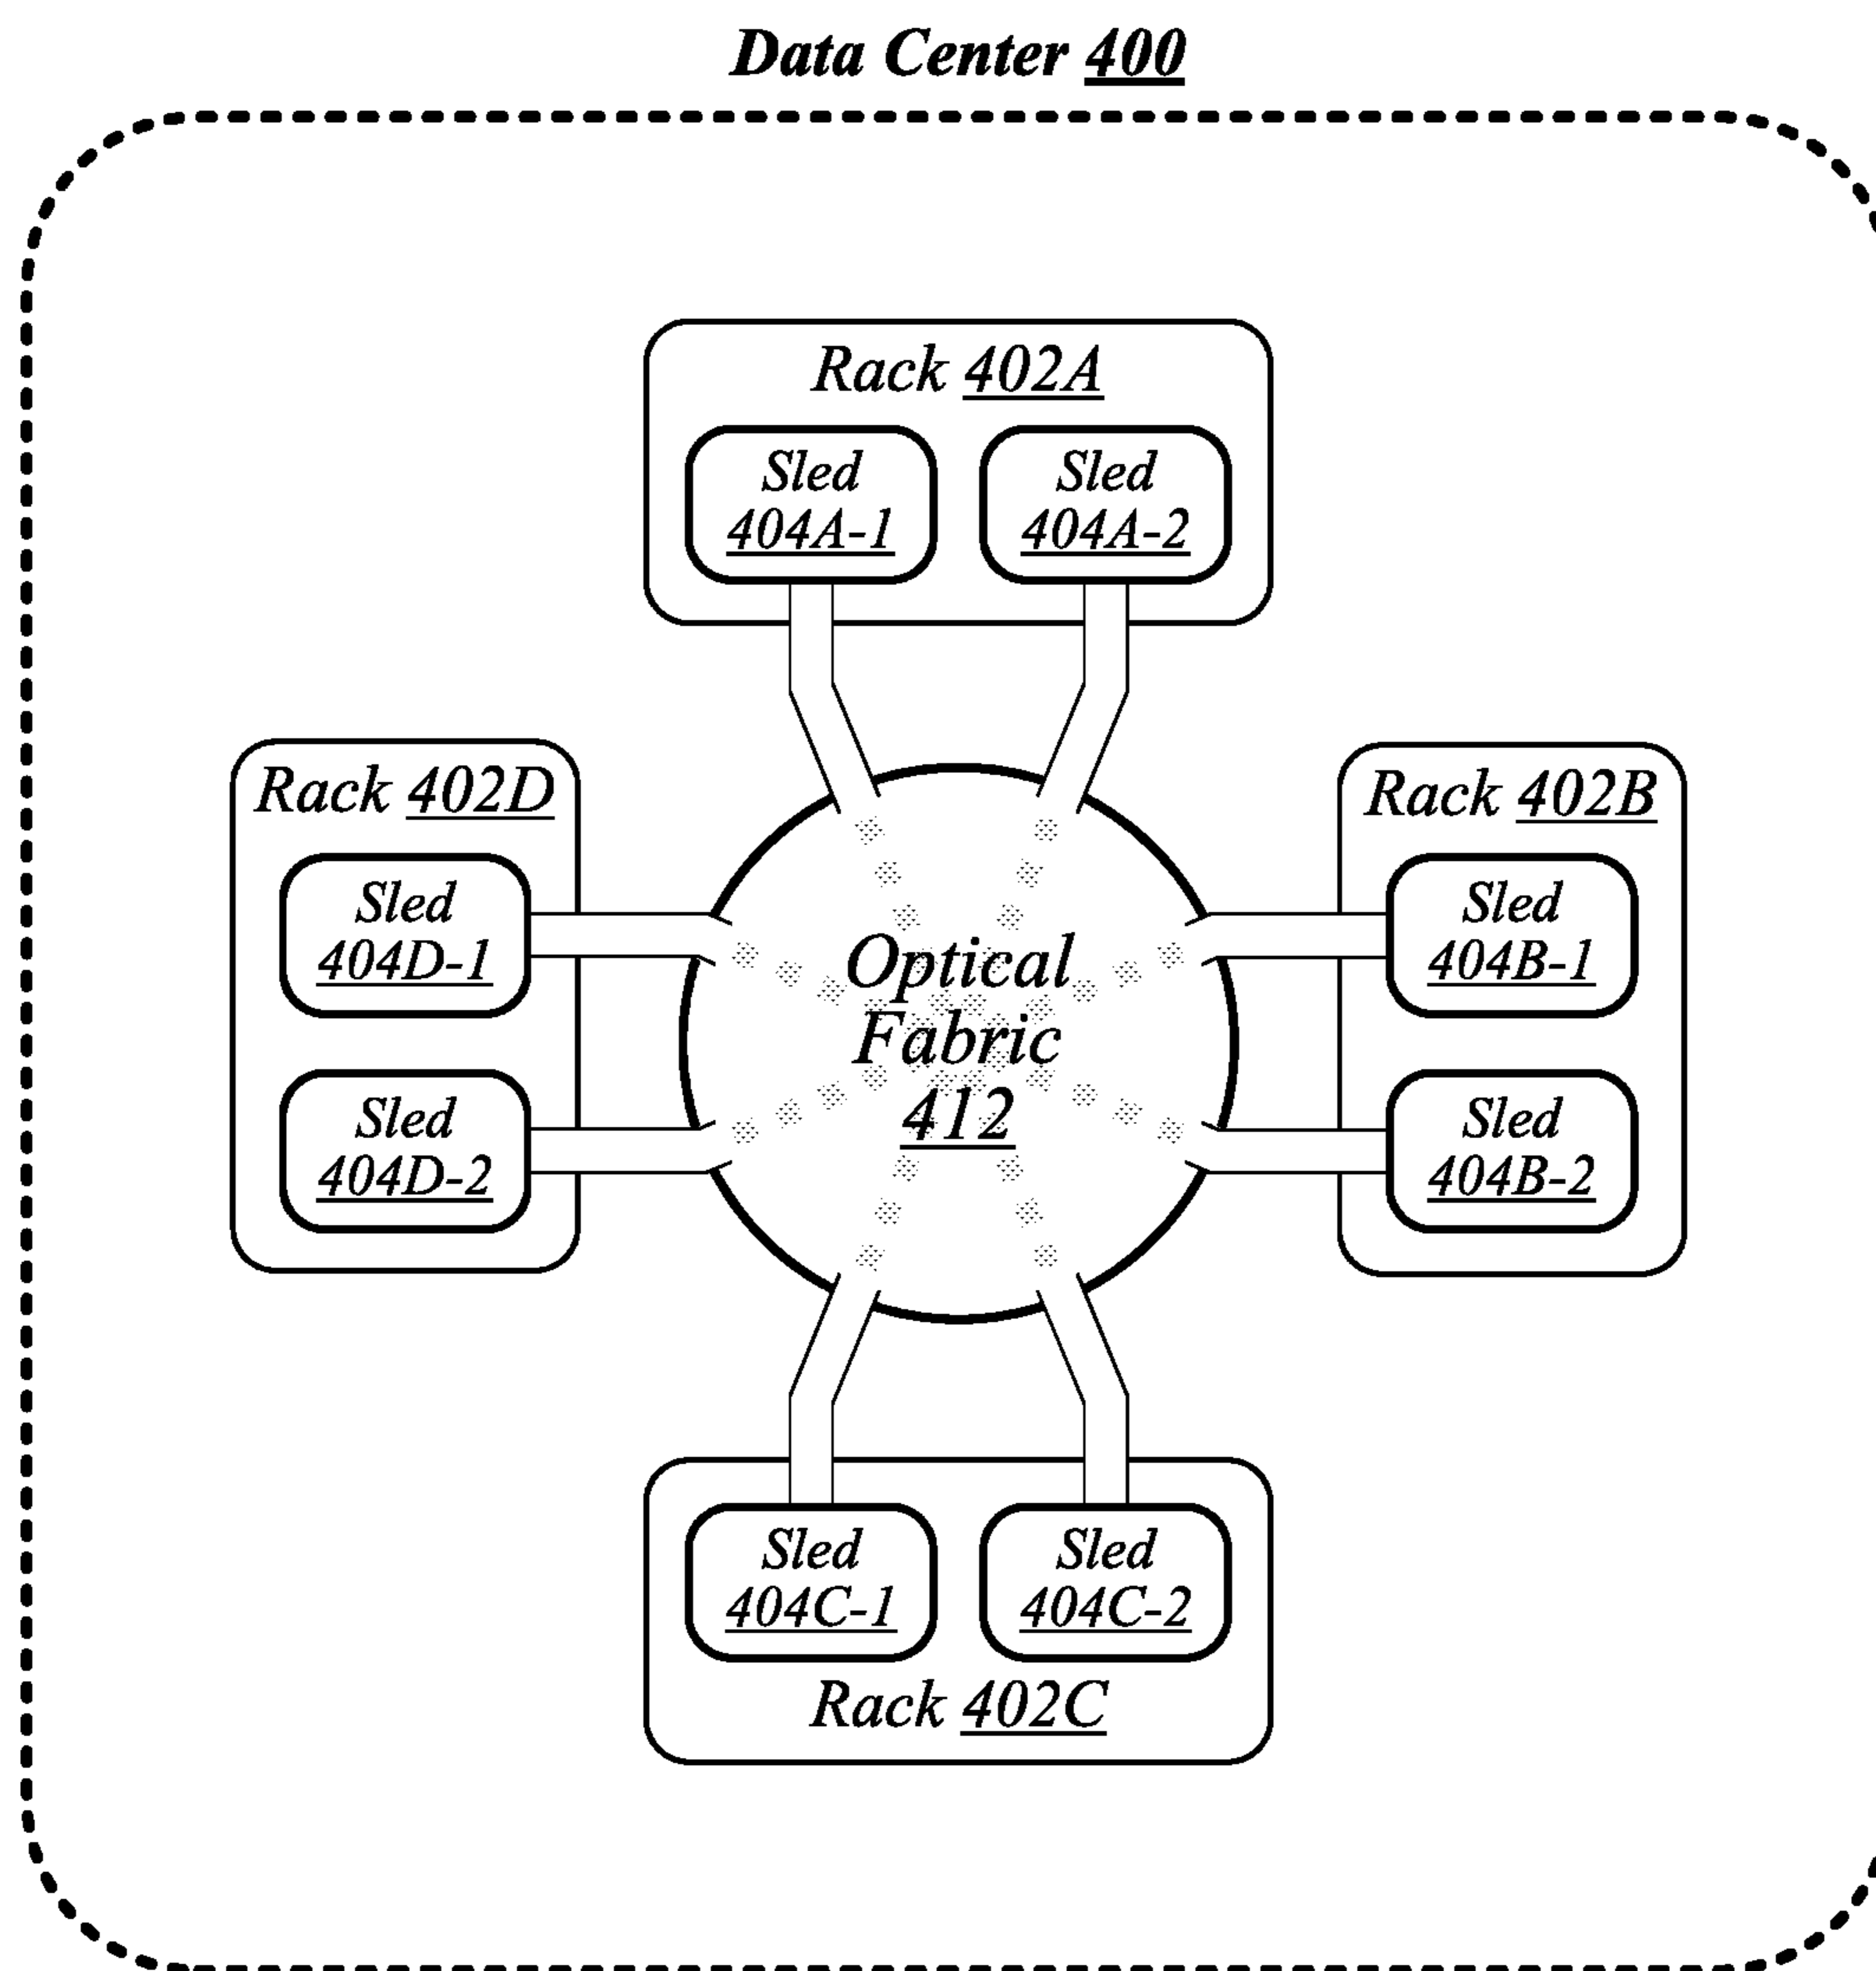 Data Center 400
Rack 402A
Sled
404A-1
Sled
404A-2
Rack 402D
Sled
404D-1
Sled
404D-2
Optical
Fabric
412
Rack 402B
Sled
404B-1
Sled
404B-2
Sled
404C-1
Sled
404C-2
Rack 402C